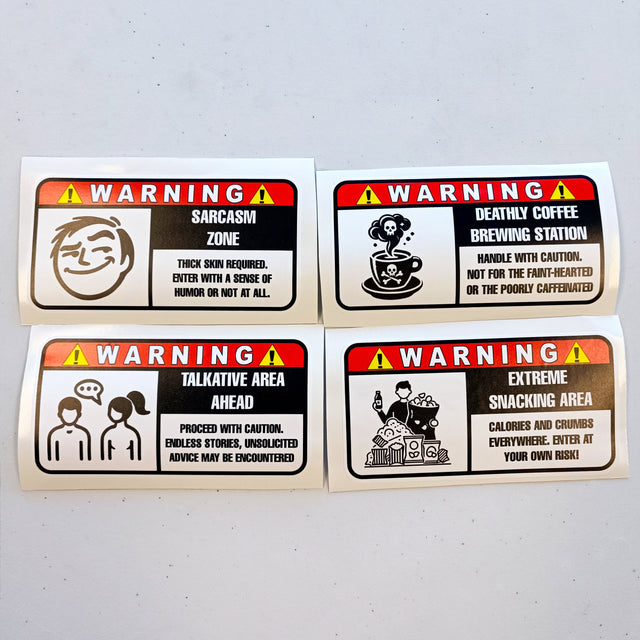 WARNING
SARCASM
ZONE
THICK SKIN REQUIRED.
ENTER WITH A SENSE OF
HUMOR OR NOT AT ALL.
WARNING
DEATHLY COFFEE
BREWING STATION
HANDLE WITH CAUTION.
NOT FOR THE FAINT-HEARTED
OR THE POORLY CAFFEINATED
WARNING
TALKATIVE AREA
AHEAD
PROCEED WITH CAUTION.
ENDLESS STORIES, UNSOLICITED
ADVICE MAY BE ENCOUNTERED
WARNING
EXTREME
SNACKING AREA
CALORIES AND CRUMBS
EVERYWHERE. ENTER AT
YOUR OWN RISK!